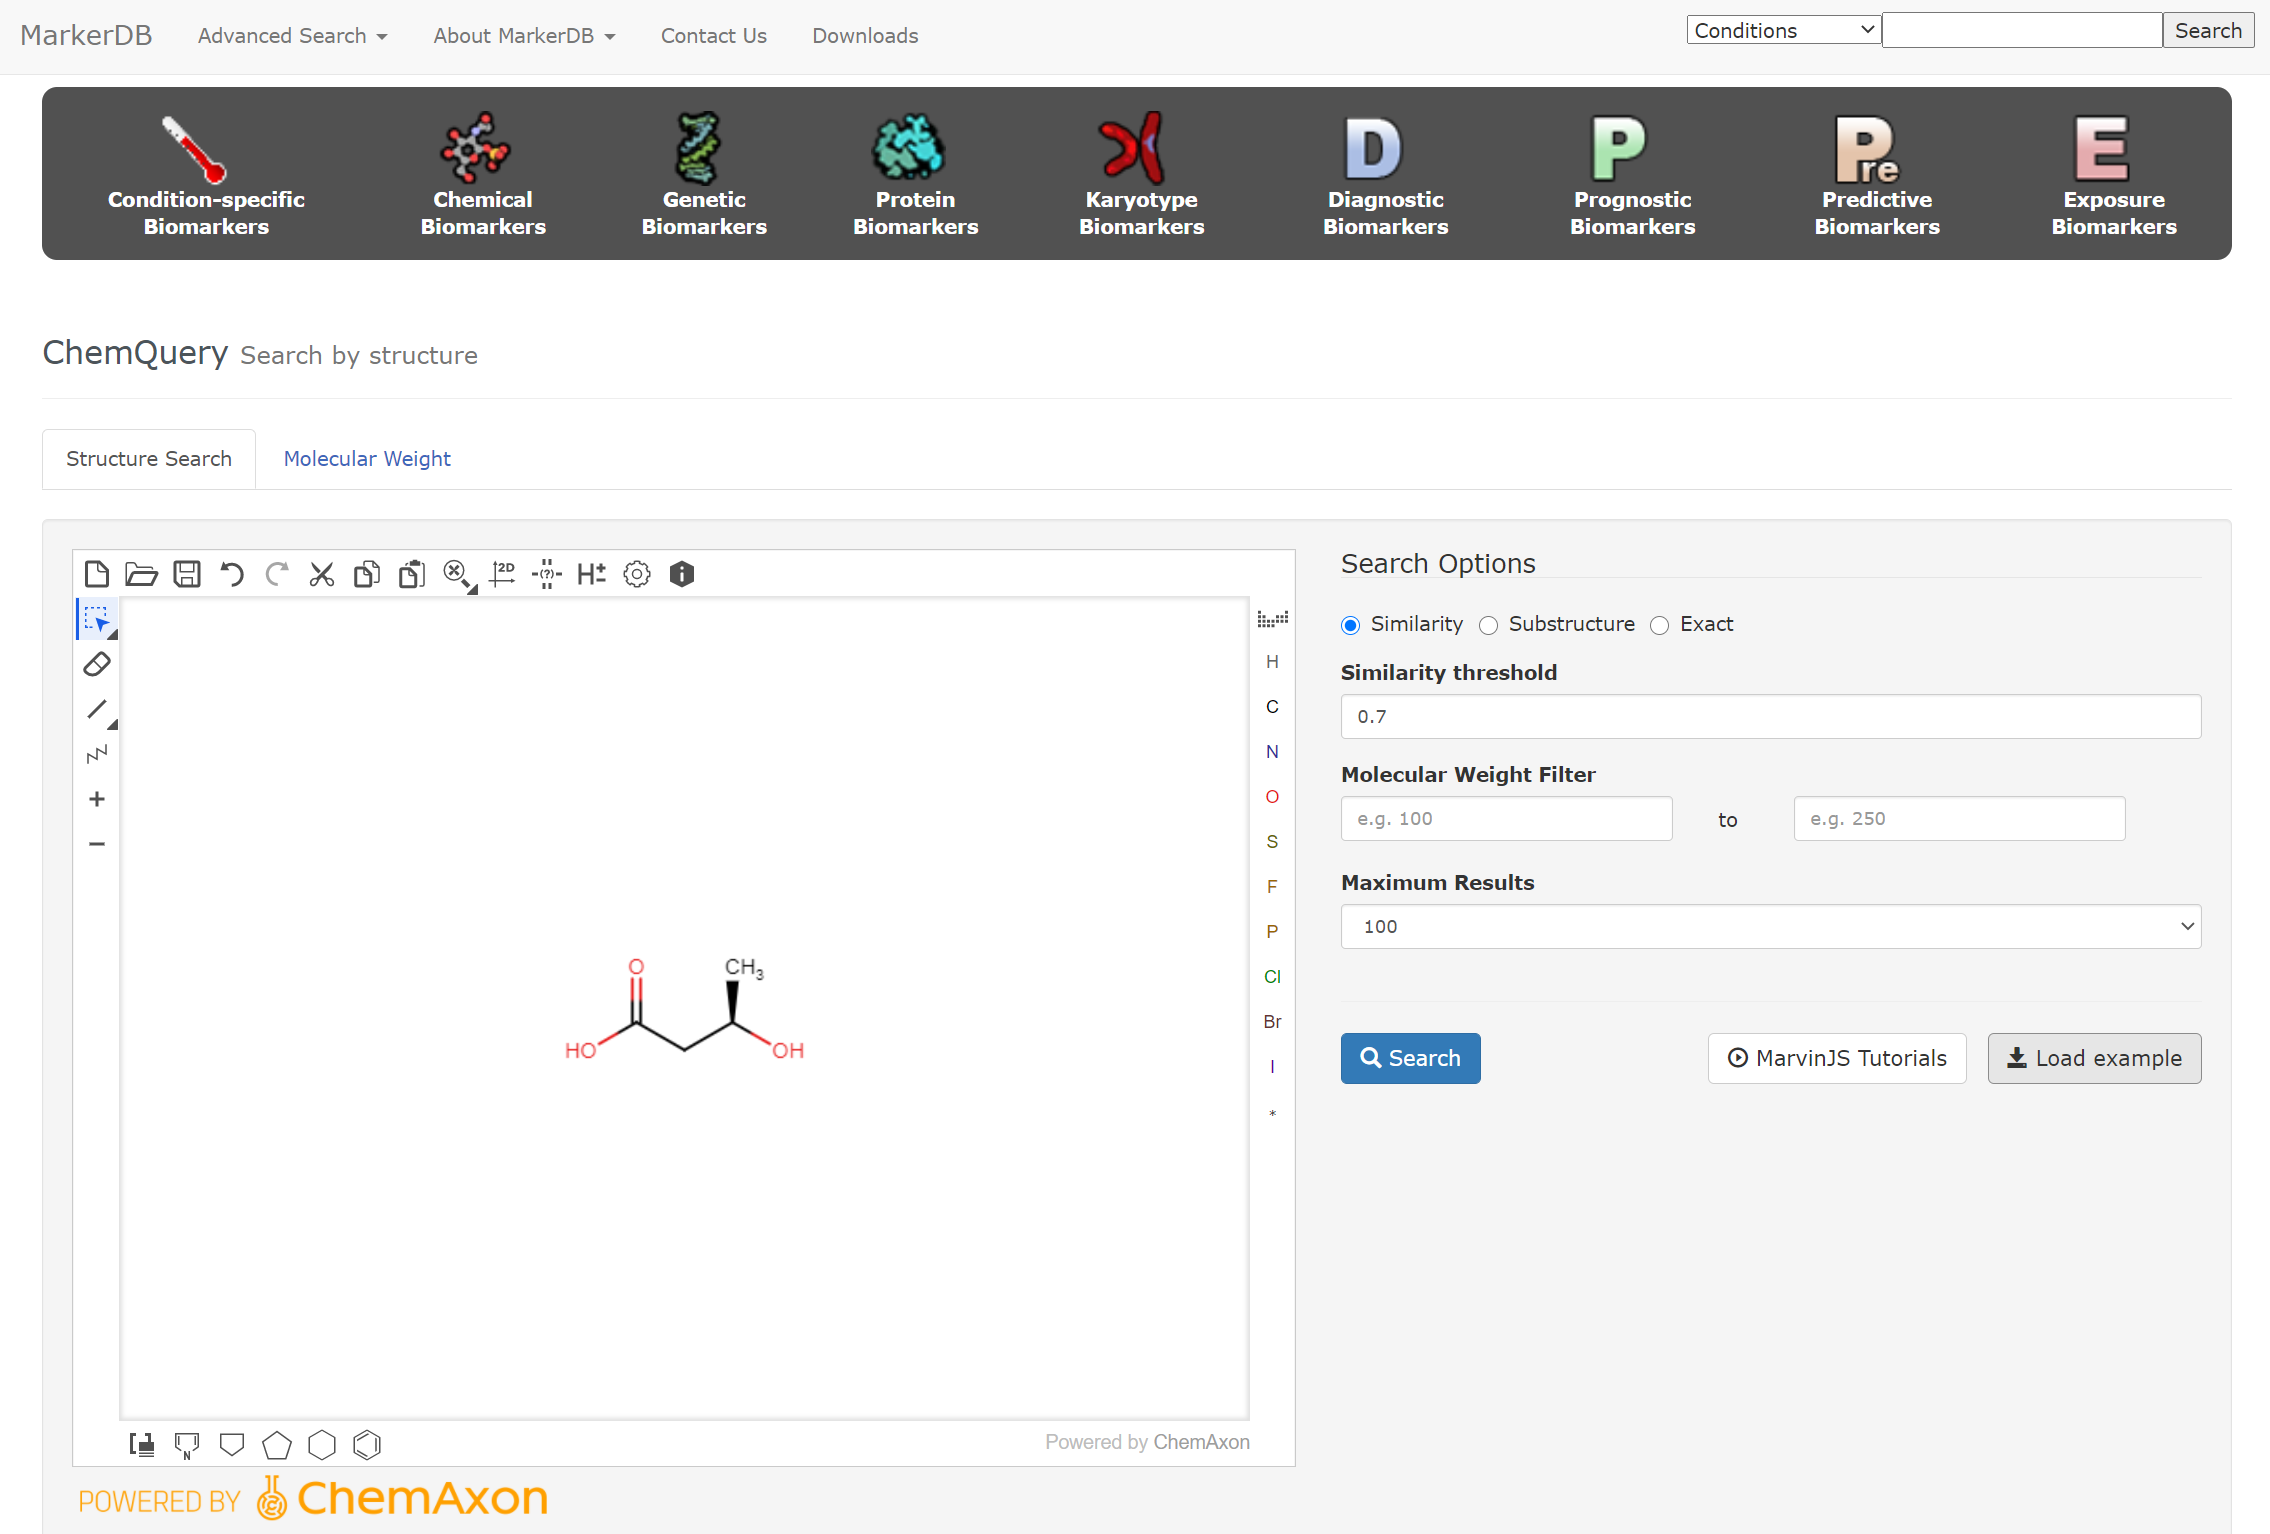 MarkerDB Advanced Search About MarkerDB Contact Us Downloads Conditions Search
Condition-specific Biomarkers
Chemical Biomarkers
Genetic Biomarkers
Protein Biomarkers
Karyotype Biomarkers
D
Diagnostic Biomarkers
P
Prognostic Biomarkers
Pre
Predictive Biomarkers
E
Exposure Biomarkers
ChemQuery Search by structure
Structure Search Molecular Weight
2D
(?)
H±
i
H
C
N
O
S
F
P
Cl
Br
I
*
O CH3
HO OH
N
Powered by ChemAxon
POWERED BY ChemAxon
Search Options
Similarity Substructure Exact
Similarity threshold
0.7
Molecular Weight Filter
e.g. 100 to e.g. 250
Maximum Results
100
Search MarvinJS Tutorials Load example